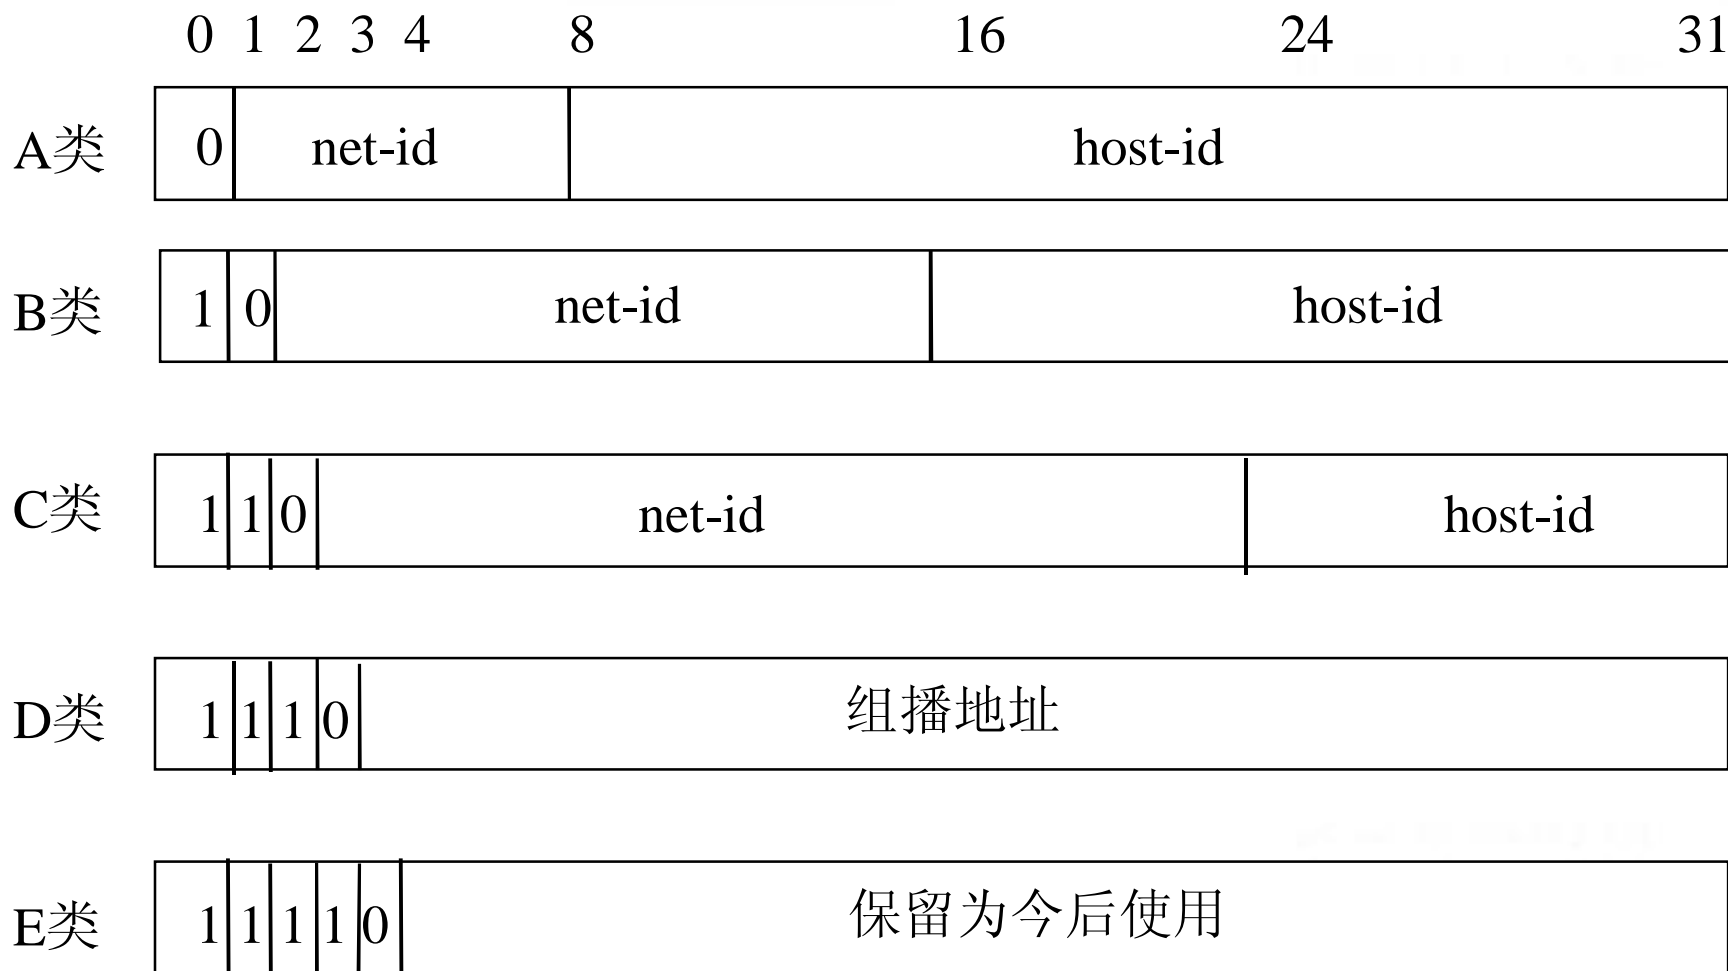 0 1 2 3 4 8 16 24 31
A类 0 net-id host-id
B类 1 0 net-id host-id
C类 1 1 0 net-id host-id
D类 1 1 1 0 组播地址
E类 1 1 1 1 0 保留为今后使用